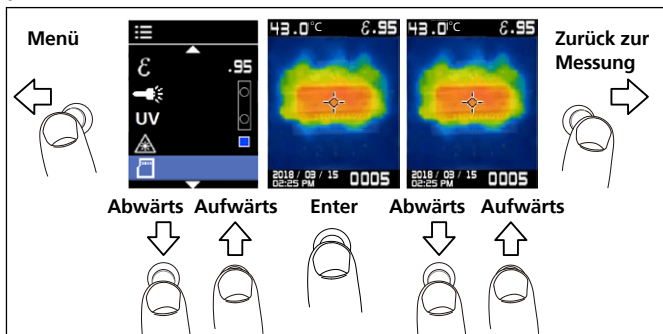 Menü
ε .95
UV
43.0°C ε.95
2018 / 03 / 15
02:25 PM 0005
43.0°C ε.95
2018 / 03 / 15
02:25 PM 0005
Zurück zur
Messung
Abwärts Aufwärts Enter Abwärts Aufwärts